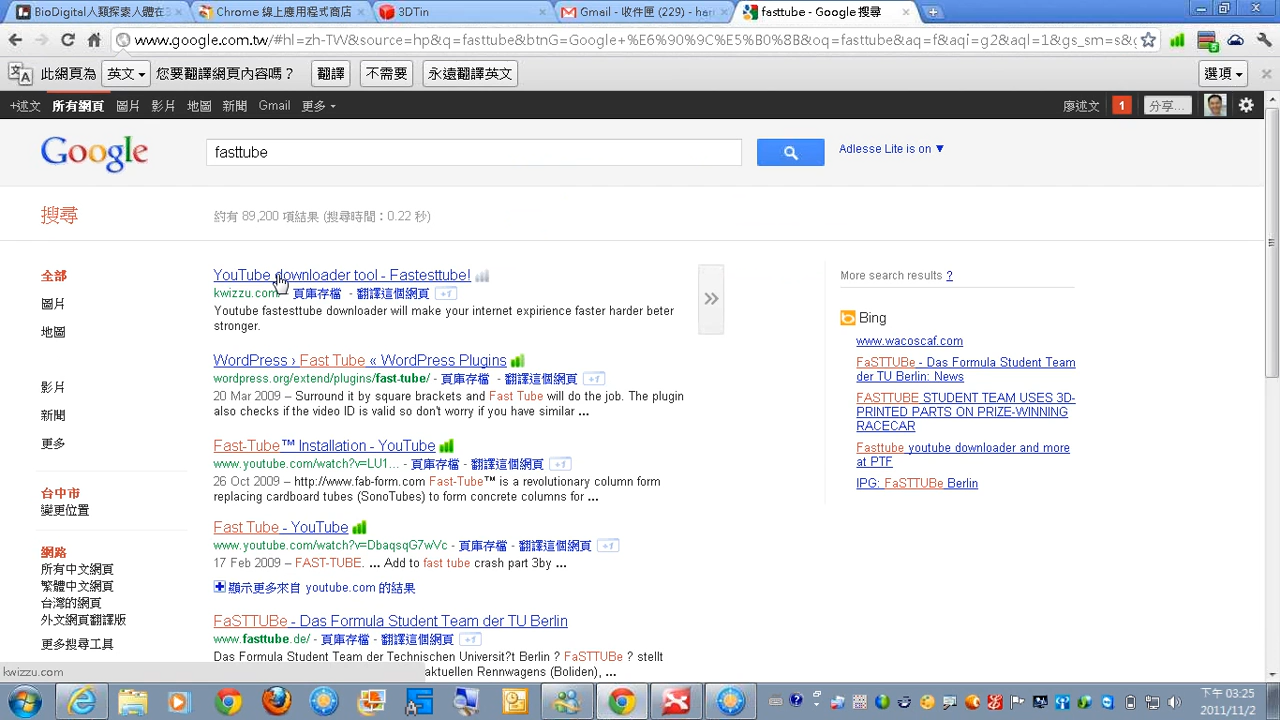 BioDigital人類探索人體在3
Chrome 線上應用程式商店
3DTin
Gmail - 收件匣 (229) - hart
fasttube - Google 搜尋
www.google.com.tw/#hl=zh-TW&source=hp&q=fasttube&btnG=Google+%E6%90%9C%E5%B0%8B&oq=fasttube&aq=f&aqi=g2&aql=1&gs_sm=s&g
5
此網頁為 英文 您要翻譯網頁內容嗎？ 翻譯 不需要 永遠翻譯英文 選項
+述文 所有網頁 圖片 影片 地圖 新聞 Gmail 更多 廖述文 1 分享...
Google fasttube Adlesse Lite is on ▼
搜尋 約有 89,200 項結果 (搜尋時間：0.22 秒)
全部
圖片
地圖
影片
新聞
更多
台中市
變更位置
網路
所有中文網頁
繁體中文網頁
台灣的網頁
外文網頁翻譯版
更多搜尋工具
YouTube downloader tool - Fastesttube!
kwizzu.com 頁庫存檔 - 翻譯這個網頁 +1
Youtube fastesttube downloader will make your internet expirience faster harder beter
stronger.
WordPress › Fast Tube « WordPress Plugins
wordpress.org/extend/plugins/fast-tube/ - 頁庫存檔 - 翻譯這個網頁 +1
20 Mar 2009 – Surround it by square brackets and Fast Tube will do the job. The plugin
also checks if the video ID is valid so don't worry if you have similar ...
Fast-Tube™ Installation - YouTube
www.youtube.com/watch?v=LU1... - 頁庫存檔 - 翻譯這個網頁 +1
26 Oct 2009 – http://www.fab-form.com Fast-Tube™ is a revolutionary column form
replacing cardboard tubes (SonoTubes) to form concrete columns for ...
Fast Tube - YouTube
www.youtube.com/watch?v=DbaqsqG7wVc - 頁庫存檔 - 翻譯這個網頁 +1
17 Feb 2009 – FAST-TUBE. ... Add to fast tube crash part 3by ...
顯示更多來自 youtube.com 的結果
FaSTTUBe - Das Formula Student Team der TU Berlin
www.fasttube.de/ - 頁庫存檔 - 翻譯這個網頁 +1
Das Formula Student Team der Technischen Universit?t Berlin ? FaSTTUBe ? stellt
aktuellen Rennwagens (Boliden), ...
More search results ?
Bing
www.wacoscaf.com
FaSTTUBe - Das Formula Student Team
der TU Berlin: News
FASTTUBE STUDENT TEAM USES 3D-
PRINTED PARTS ON PRIZE-WINNING
RACECAR
Fasttube youtube downloader and more
at PTF
IPG: FaSTTUBe Berlin
kwizzu.com
下午 03:25
2011/11/2